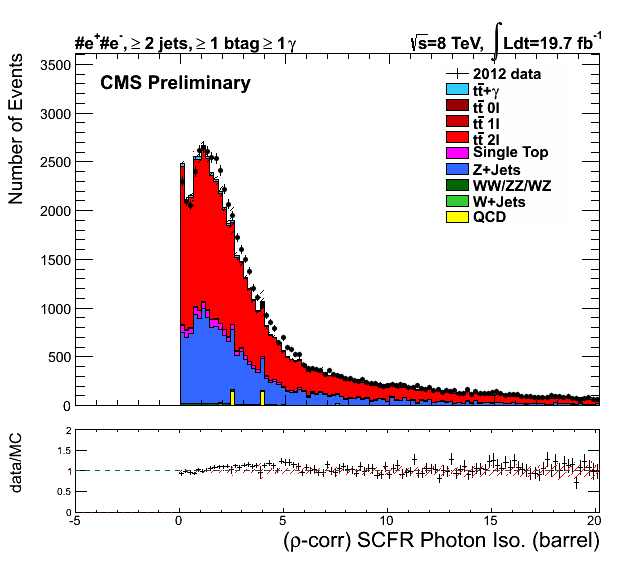 #e⁺#e⁻, ≥ 2 jets, ≥ 1 btag ≥ 1 γ
√s=8 TeV, ∫ Ldt=19.7 fb⁻¹
Number of Events
3500
3000
2500
2000
1500
1000
500
0
CMS Preliminary
2012 data
tt̄+γ
tt̄ 0l
tt̄ 1l
tt̄ 2l
Single Top
Z+Jets
WW/ZZ/WZ
W+Jets
QCD
data/MC
2
1.5
1
0.5
0
-5 0 5 10 15 20
(ρ-corr) SCFR Photon Iso. (barrel)